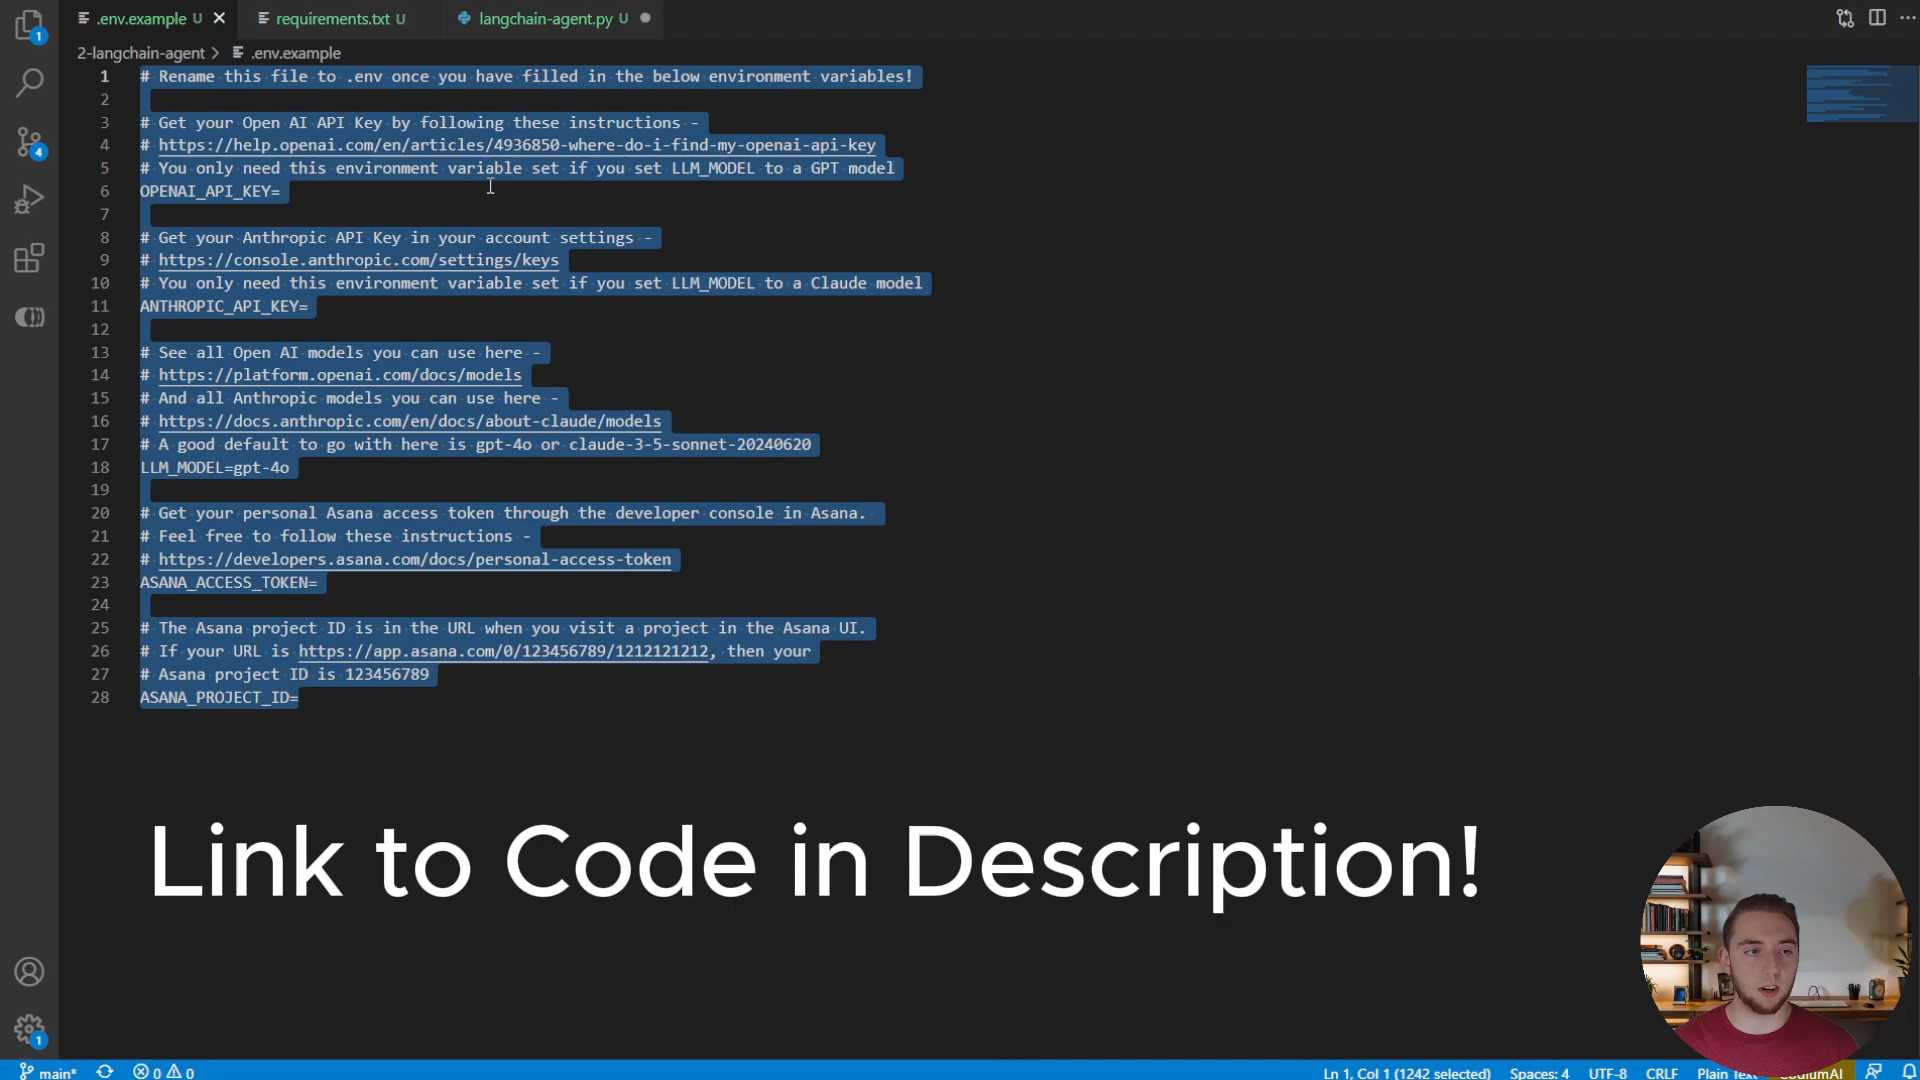 .env.example U
requirements.txt U
langchain-agent.py U
2-langchain-agent > .env.example
1 # Rename this file to .env once you have filled in the below environment variables!
2
3 # Get your Open AI API Key by following these instructions -
4 # https://help.openai.com/en/articles/4936850-where-do-i-find-my-openai-api-key
5 # You only need this environment variable set if you set LLM_MODEL to a GPT model
6 OPENAI_API_KEY=
7
8 # Get your Anthropic API Key in your account settings -
9 # https://console.anthropic.com/settings/keys
10 # You only need this environment variable set if you set LLM_MODEL to a Claude model
11 ANTHROPIC_API_KEY=
12
13 # See all Open AI models you can use here -
14 # https://platform.openai.com/docs/models
15 # And all Anthropic models you can use here -
16 # https://docs.anthropic.com/en/docs/about-claude/models
17 # A good default to go with here is gpt-4o or claude-3-5-sonnet-20240620
18 LLM_MODEL=gpt-4o
19
20 # Get your personal Asana access token through the developer console in Asana.
21 # Feel free to follow these instructions -
22 # https://developers.asana.com/docs/personal-access-token
23 ASANA_ACCESS_TOKEN=
24
25 # The Asana project ID is in the URL when you visit a project in the Asana UI.
26 # If your URL is https://app.asana.com/0/123456789/1212121212, then your
27 # Asana project ID is 123456789
28 ASANA_PROJECT_ID=
Link to Code in Description!
1
4
1
main* 0 0 Ln 1, Col 1 (1242 selected) Spaces: 4 UTF-8 CRLF Plain